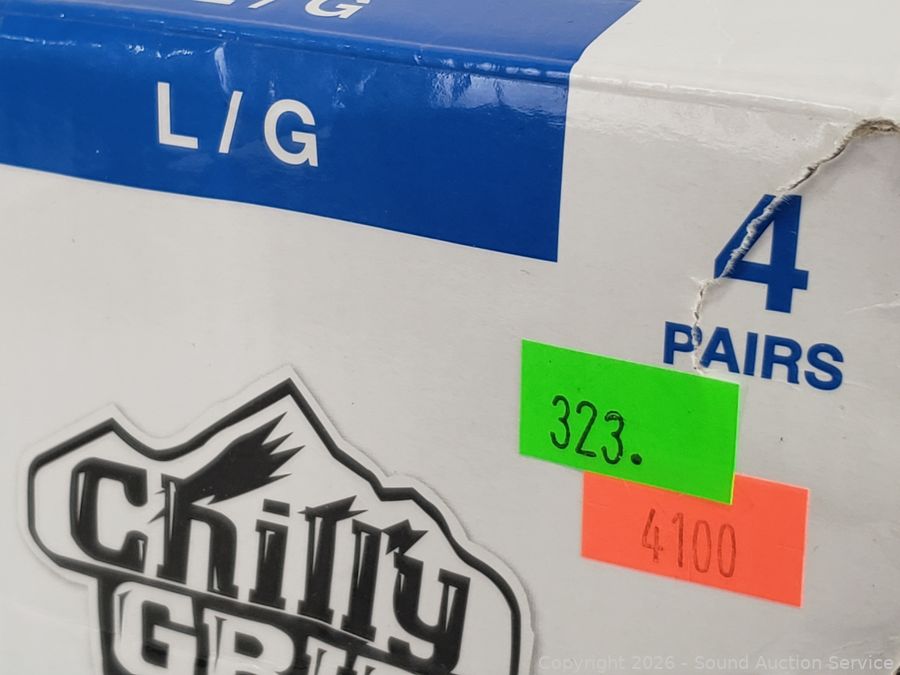 L/G
L/G
4
PAIRS
323.
4100
Chilly
Copyright 2026 - Sound Auction Service